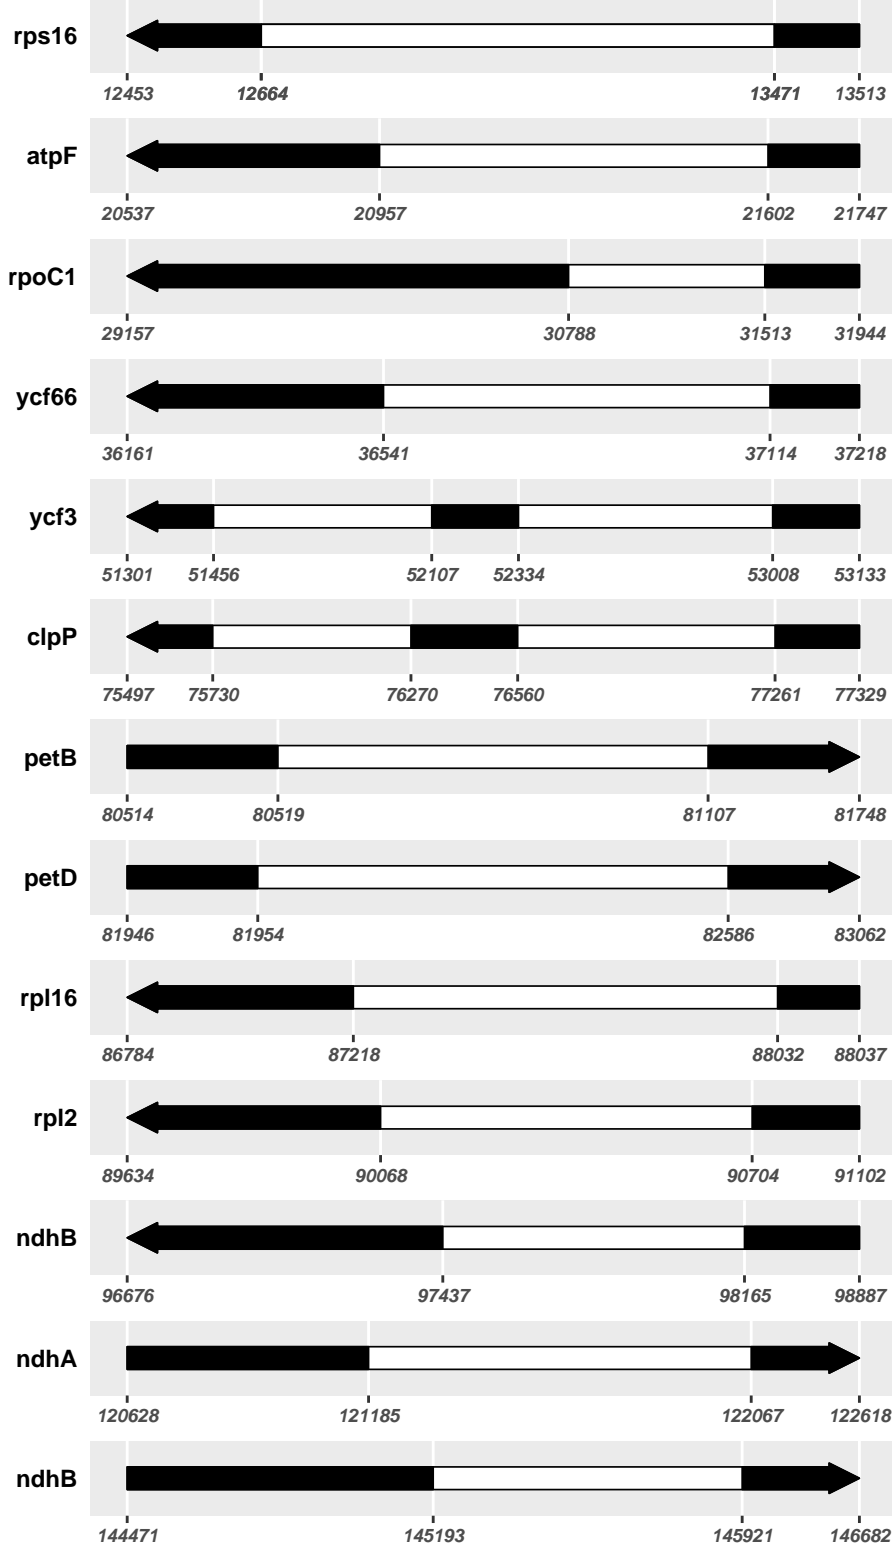 rps16
12453 12664 13471 13513
atpF
20537 20957 21602 21747
rpoC1
29157 30788 31513 31944
ycf66
36161 36541 37114 37218
ycf3
51301 51456 52107 52334 53008 53133
clpP
75497 75730 76270 76560 77261 77329
petB
80514 80519 81107 81748
petD
81946 81954 82586 83062
rpl16
86784 87218 88032 88037
rpl2
89634 90068 90704 91102
ndhB
96676 97437 98165 98887
ndhA
120628 121185 122067 122618
ndhB
144471 145193 145921 146682